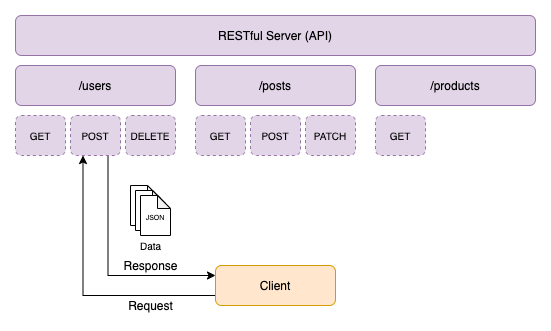 RESTful Server (API)
/users
/posts
/products
GET
POST
DELETE
GET
POST
PATCH
GET
JSON
Data
Response
Client
Request